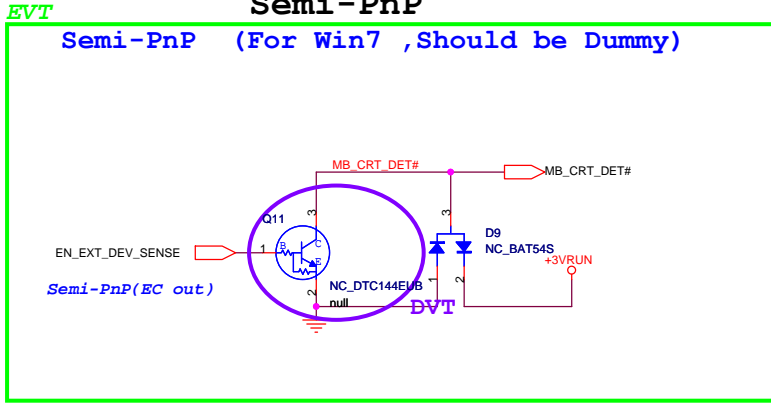 EVT
Semi-PnP
Semi-PnP (For Win7 ,Should be Dummy)
MB_CRT_DET#
MB_CRT_DET#
3
3
Q11
D9
NC_BAT54S
+3VRUN
B
C
E
EN_EXT_DEV_SENSE
1
1
2
2
Semi-PnP(EC out)
NC_DTC144EUB
null
DVT